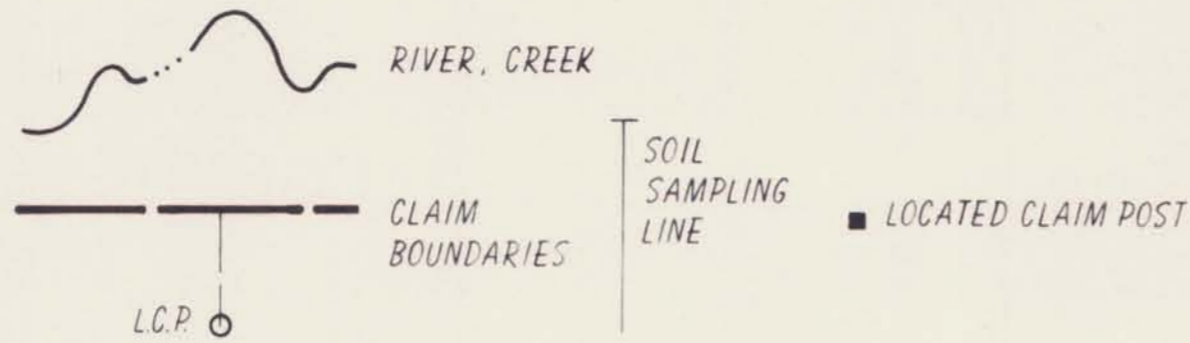 RIVER, CREEK
SOIL
SAMPLING
LINE
CLAIM
BOUNDARIES
LOCATED CLAIM POST
L.C.P.